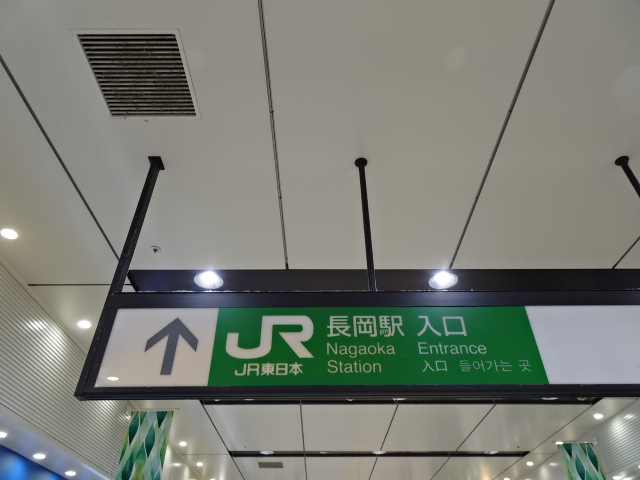 JR
JR東日本
長岡駅 入口
Nagaoka Station
Entrance
入口 들어가는 곳